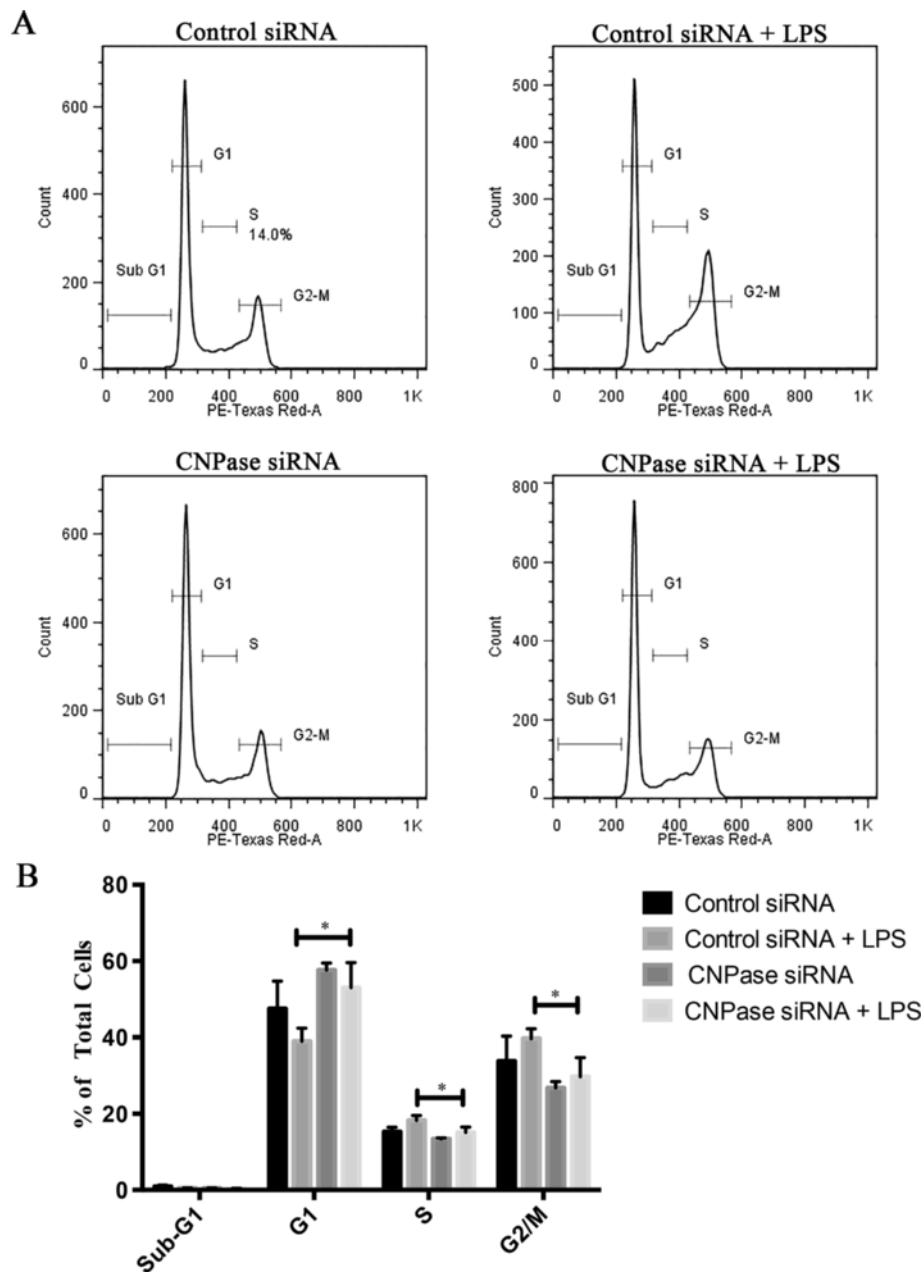 A
Control siRNA
600
400
200
0
Count
G1
S
14.0%
Sub G1
G2-M
0 200 400 600 800 1K
PE-Texas Red-A
Control siRNA + LPS
500
400
300
200
100
0
Count
G1
S
Sub G1
G2-M
0 200 400 600 800 1K
PE-Texas Red-A
CNPase siRNA
600
400
200
0
Count
G1
S
Sub G1
G2-M
0 200 400 600 800 1K
PE-Texas Red-A
CNPase siRNA + LPS
800
600
400
200
0
Count
G1
S
Sub G1
G2-M
0 200 400 600 800 1K
PE-Texas Red-A
B
80
60
40
20
0
% of Total Cells
*
*
*
Sub-G1
G1
S
G2/M
Control siRNA
Control siRNA + LPS
CNPase siRNA
CNPase siRNA + LPS